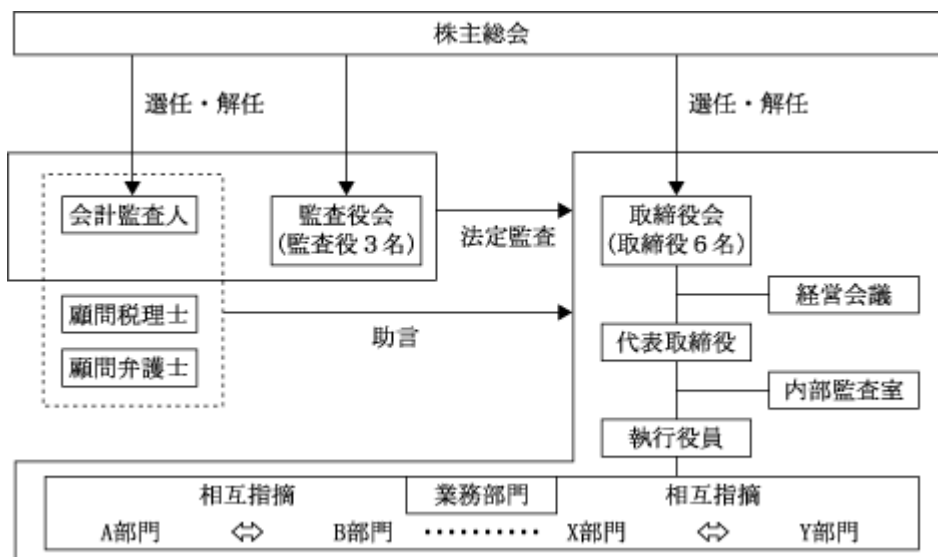 株主総会
選任・解任
選任・解任
会計監査人
監査役会
(監査役3名)
法定監査
取締役会
(取締役6名)
経営会議
顧問税理士
助言
代表取締役
顧問弁護士
内部監査室
執行役員
相互指摘
業務部門
相互指摘
A部門 ⇔ B部門 ・・・・・・・・・・ X部門 ⇔ Y部門